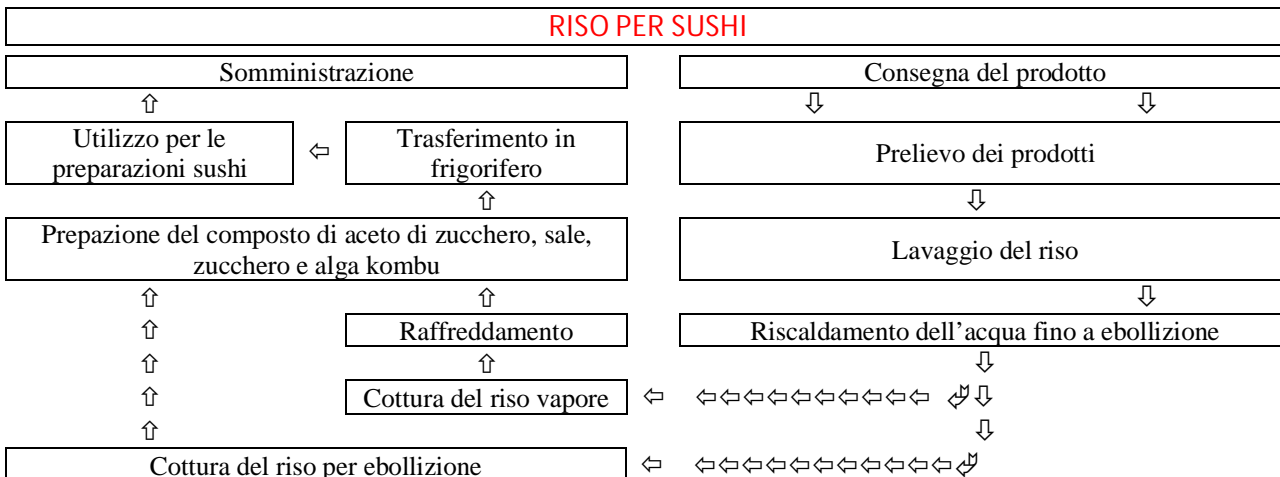 RISO PER SUSHI
Somministrazione
Consegna del prodotto
Utilizzo per le
preparazioni sushi
Trasferimento in
frigorifero
Prelievo dei prodotti
Prepazione del composto di aceto di zucchero, sale,
zucchero e alga kombu
Lavaggio del riso
Raffreddamento
Riscaldamento dell’acqua fino a ebollizione
Cottura del riso vapore
Cottura del riso per ebollizione